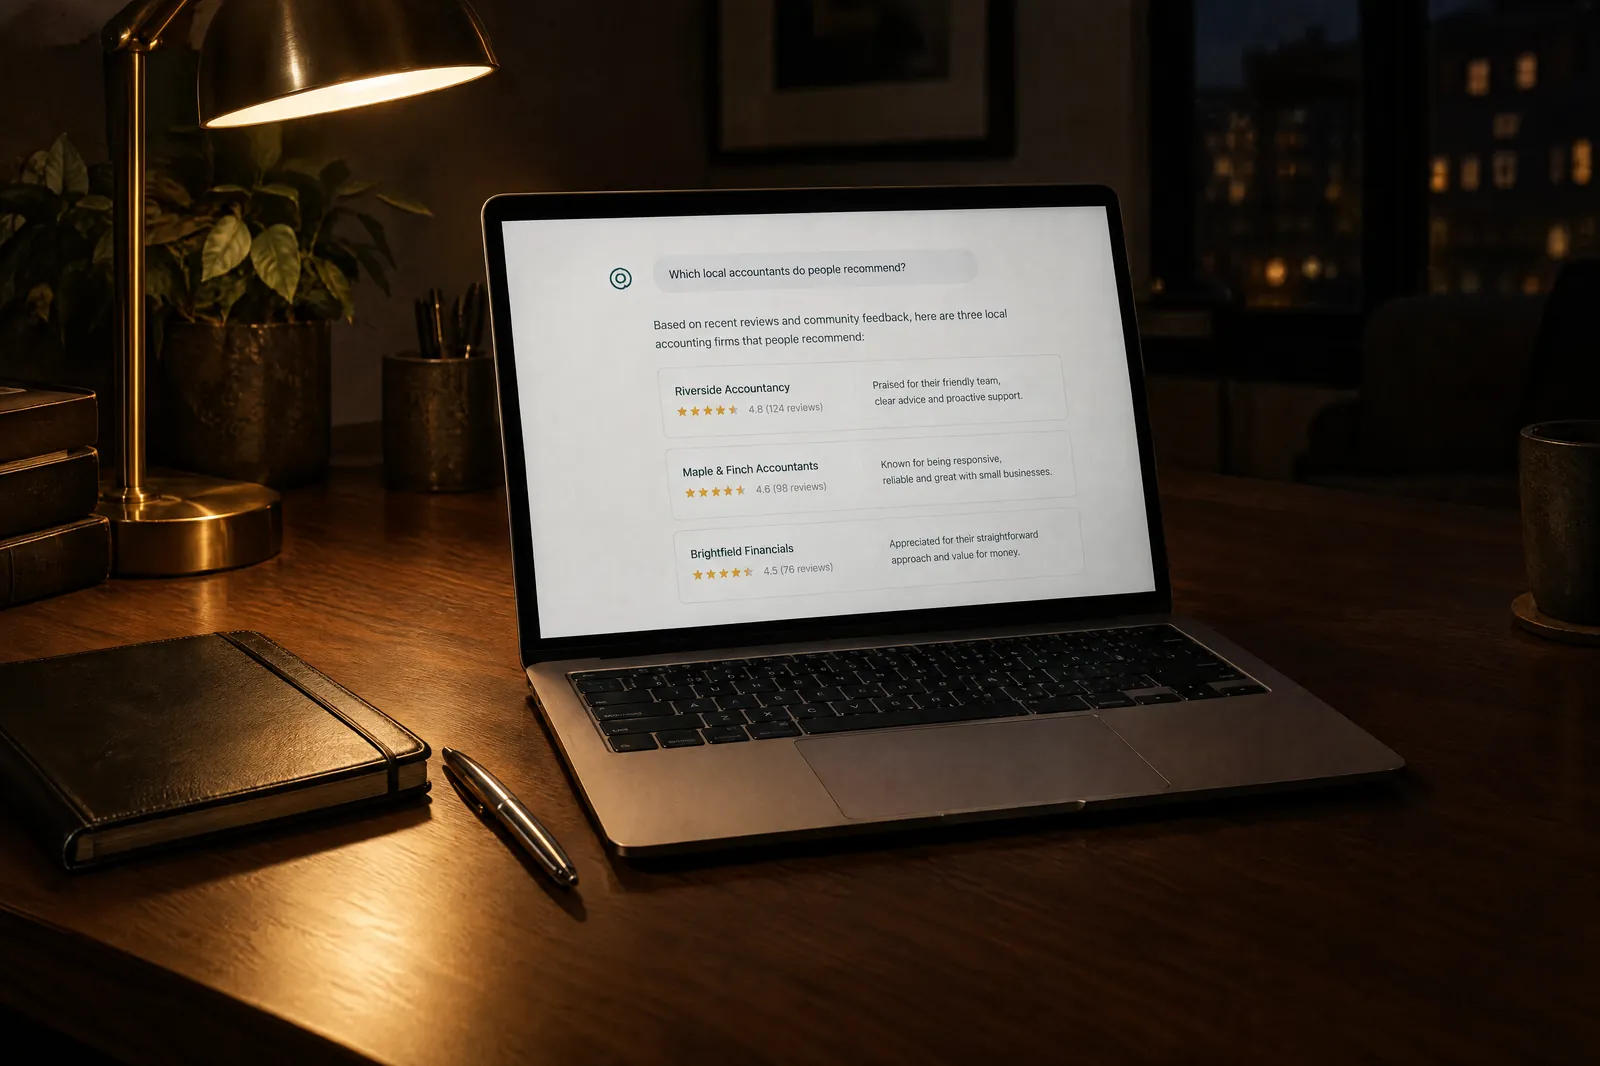 Which local accountants do people recommend?
Based on recent reviews and community feedback, here are three local
accounting firms that people recommend:
Riverside Accountancy
4.8 (124 reviews)
Praised for their friendly team,
clear advice and proactive support.
Maple & Finch Accountants
4.6 (98 reviews)
Known for being responsive,
reliable and great with small businesses.
Brightfield Financials
4.5 (76 reviews)
Appreciated for their straightforward
approach and value for money.